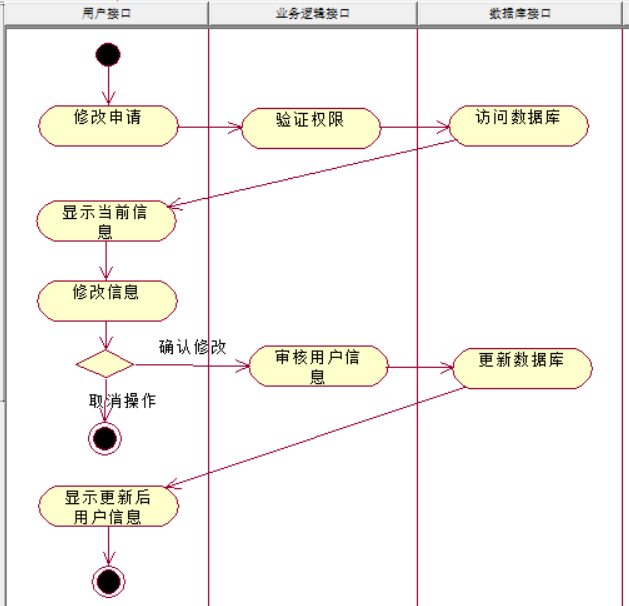 用户接口
业务逻辑接口
数据库接口
修改申请
验证权限
访问数据库
显示当前信
息
修改信息
确认修改
审核用户信
息
更新数据库
取消操作
显示更新后
用户信息